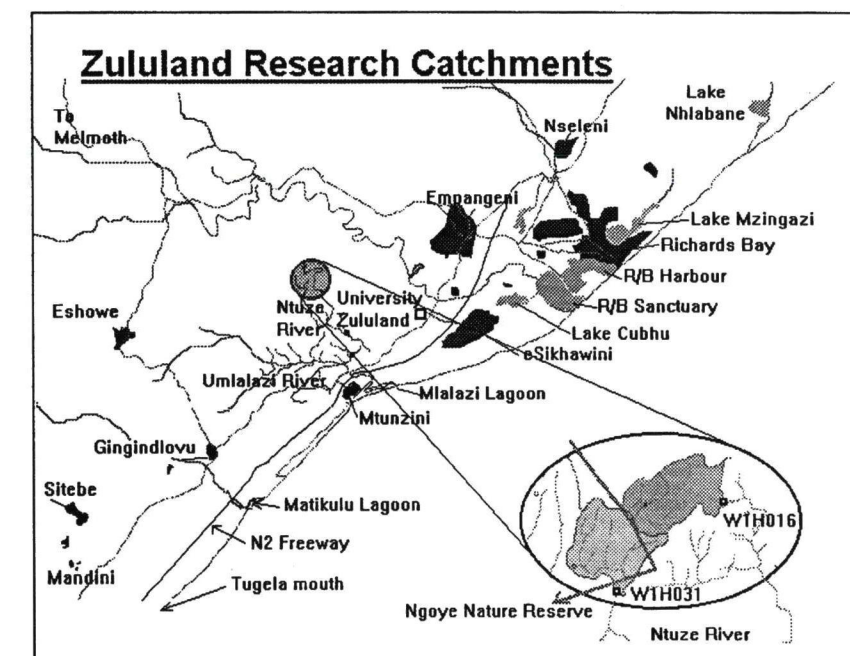 Zululand Research Catchments
To
Melmoth
Lake
Nhlabane
Nseleni
Empangeni
Lake Mzingazi
Richards Bay
R/B Harbour
R/B Sanctuary
Lake Cubhu
eSikhawini
Eshowe
Ntuze
River
University
Zululand
Umlalazi River
Mlalazi Lagoon
Mtunzini
Gingindlovu
Sitebe
Matikulu Lagoon
N2 Freeway
Mandini
Tugela mouth
W1H016
W1H031
Ngoye Nature Reserve
Ntuze River